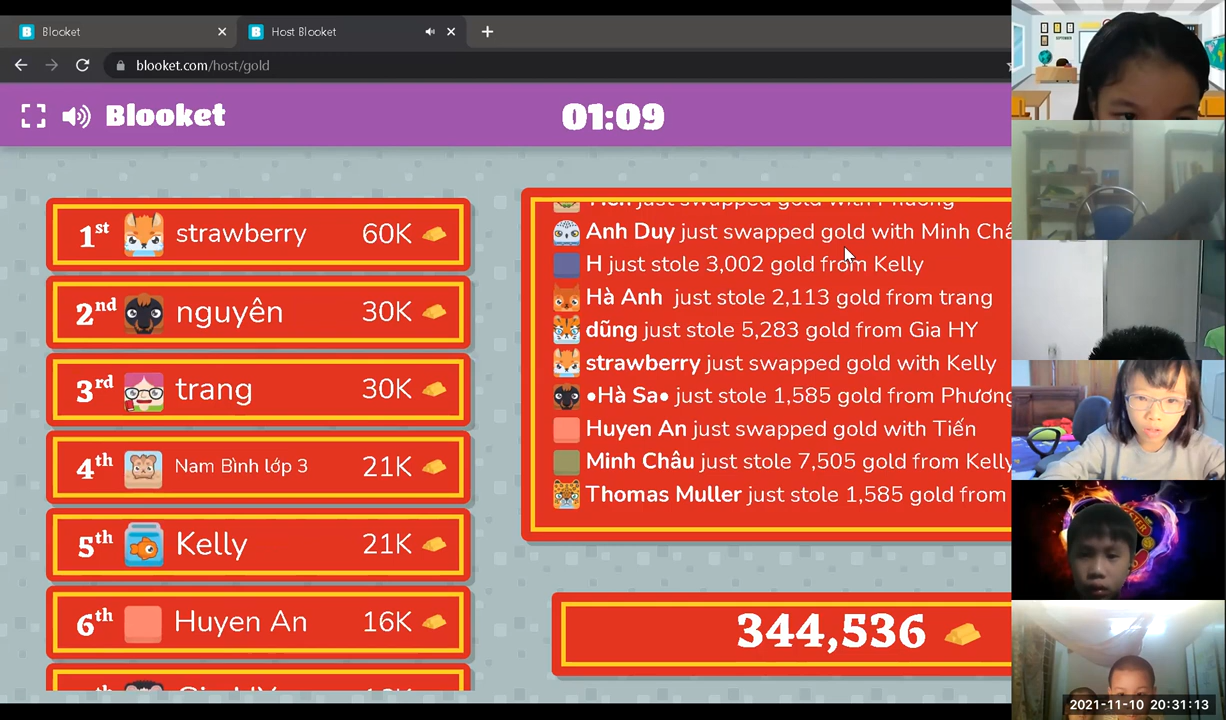 Blooket
Host Blooket
blooket.com/host/gold
Blooket
01:09
1st strawberry 60K
2nd nguyên 30K
3rd trang 30K
4th Nam Bình lớp 3 21K
5th Kelly 21K
6th Huyen An 16K
just swapped gold with Phương
Anh Duy just swapped gold with Minh Châ
H just stole 3,002 gold from Kelly
Hà Anh just stole 2,113 gold from trang
dũng just stole 5,283 gold from Gia HY
strawberry just swapped gold with Kelly
•Hà Sa• just stole 1,585 gold from Phương
Huyen An just swapped gold with Tiến
Minh Châu just stole 7,505 gold from Kelly
Thomas Muller just stole 1,585 gold from
344,536
2021-11-10 20:31:13